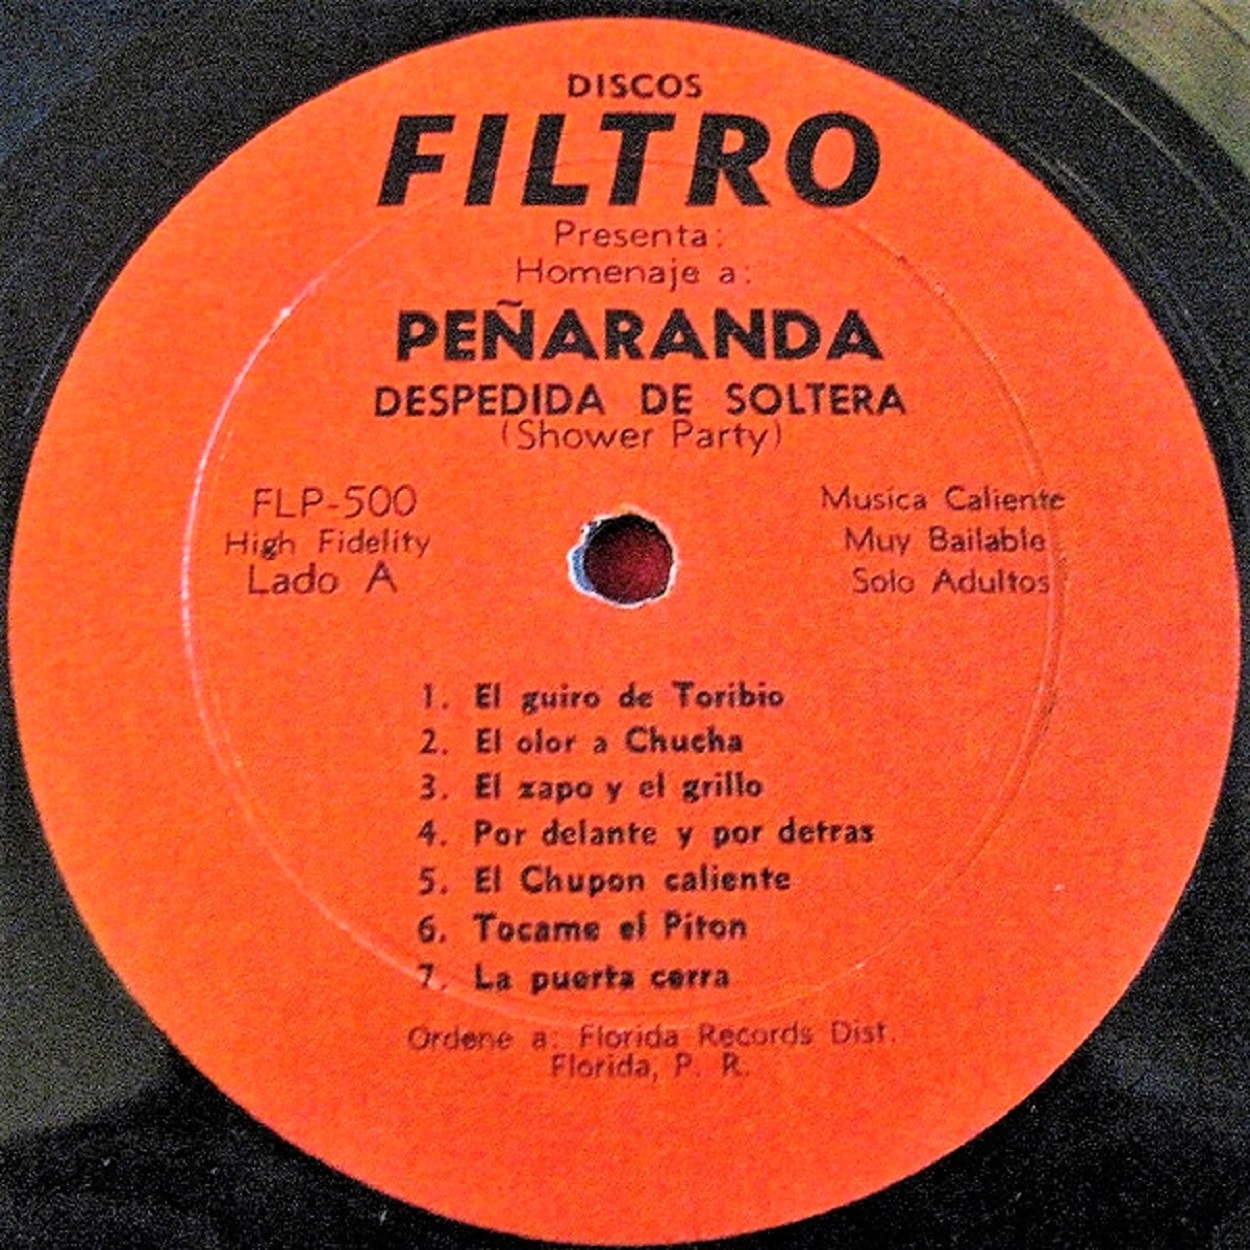 DISCOS
FILTRO
Presenta:
Homenaje a:
PEÑARANDA
DESPEDIDA DE SOLTERA
(Shower Party)
FLP-500
High Fidelity
Lado A
Musica Caliente
Muy Bailable
Solo Adultos
1. El guiro de Toribio
2. El olor a Chucha
3. El zapo y el grillo
4. Por delante y por detras
5. El Chupon caliente
6. Tocame el Piton
7. La puerta cerra
Ordene a: Florida Records Dist.
Florida, P. R.